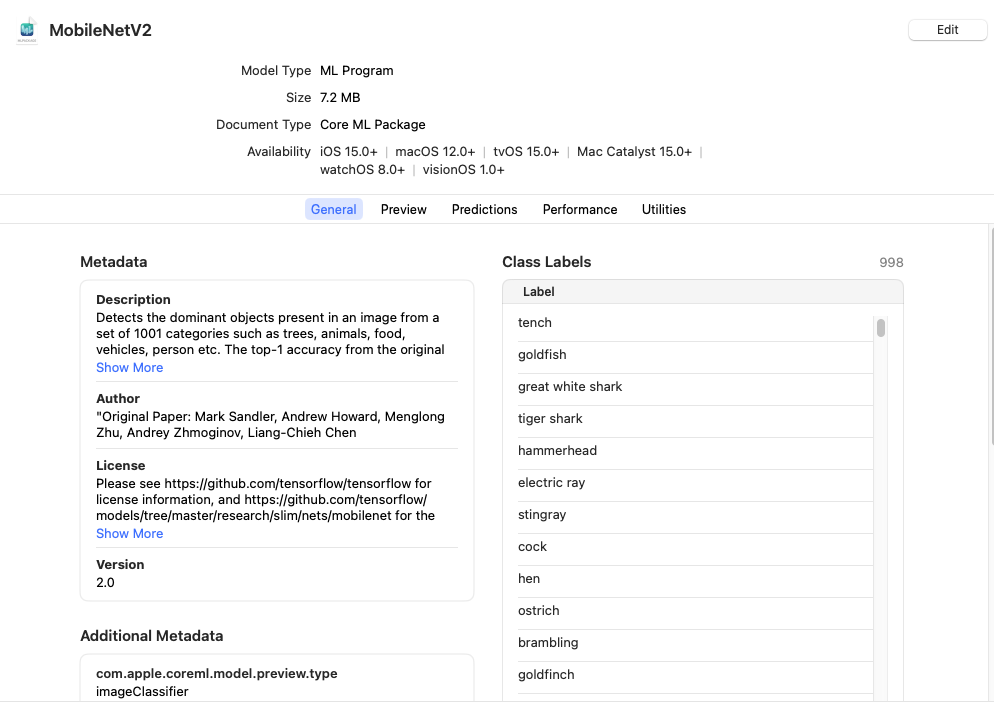 MobileNetV2
Edit
Model Type ML Program
Size 7.2 MB
Document Type Core ML Package
Availability iOS 15.0+ | macOS 12.0+ | tvOS 15.0+ | Mac Catalyst 15.0+ |
watchOS 8.0+ | visionOS 1.0+
General Preview Predictions Performance Utilities
Metadata
Description
Detects the dominant objects present in an image from a
set of 1001 categories such as trees, animals, food,
vehicles, person etc. The top-1 accuracy from the original
Show More
Author
"Original Paper: Mark Sandler, Andrew Howard, Menglong
Zhu, Andrey Zhmoginov, Liang-Chieh Chen
License
Please see https://github.com/tensorflow/tensorflow for
license information, and https://github.com/tensorflow/
models/tree/master/research/slim/nets/mobilenet for the
Show More
Version
2.0
Additional Metadata
com.apple.coreml.model.preview.type
imageClassifier
Class Labels 998
Label
tench
goldfish
great white shark
tiger shark
hammerhead
electric ray
stingray
cock
hen
ostrich
brambling
goldfinch